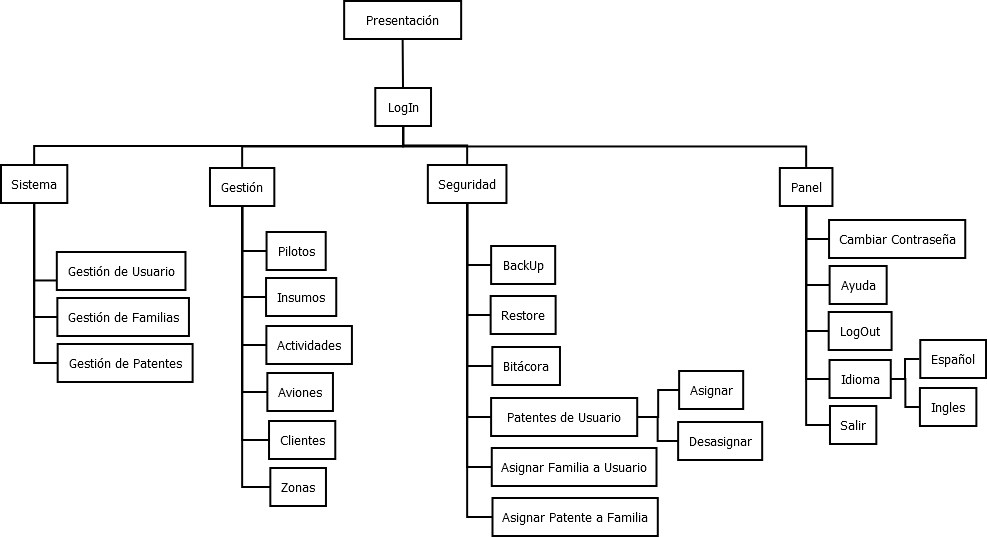 Presentación
LogIn
Sistema
Gestión
Seguridad
Panel
Gestión de Usuario
Gestión de Familias
Gestión de Patentes
Pilotos
Insumos
Actividades
Aviones
Clientes
Zonas
BackUp
Restore
Bitácora
Patentes de Usuario
Asignar
Desasignar
Asignar Familia a Usuario
Asignar Patente a Familia
Cambiar Contraseña
Ayuda
LogOut
Idioma
Español
Ingles
Salir